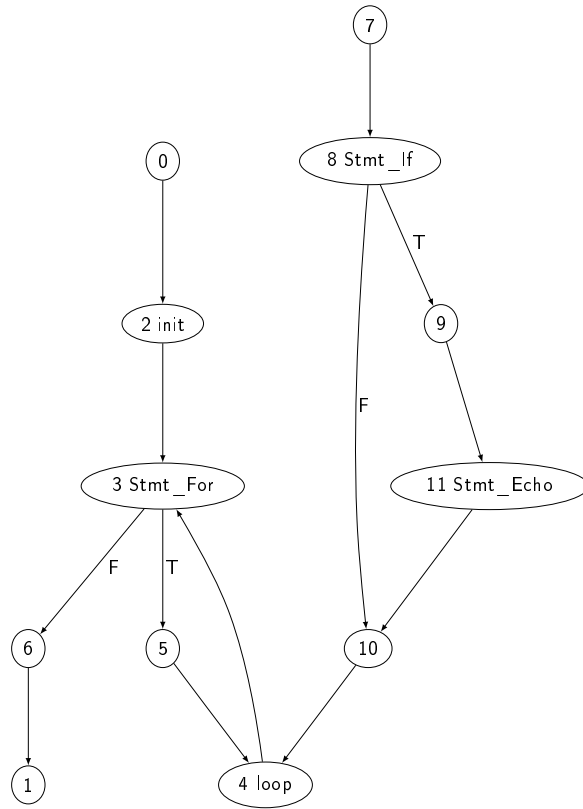 7
0
8 Stmt_If
T
2 init
9
F
3 Stmt_For
11 Stmt_Echo
F
T
6
5
10
1
4 loop